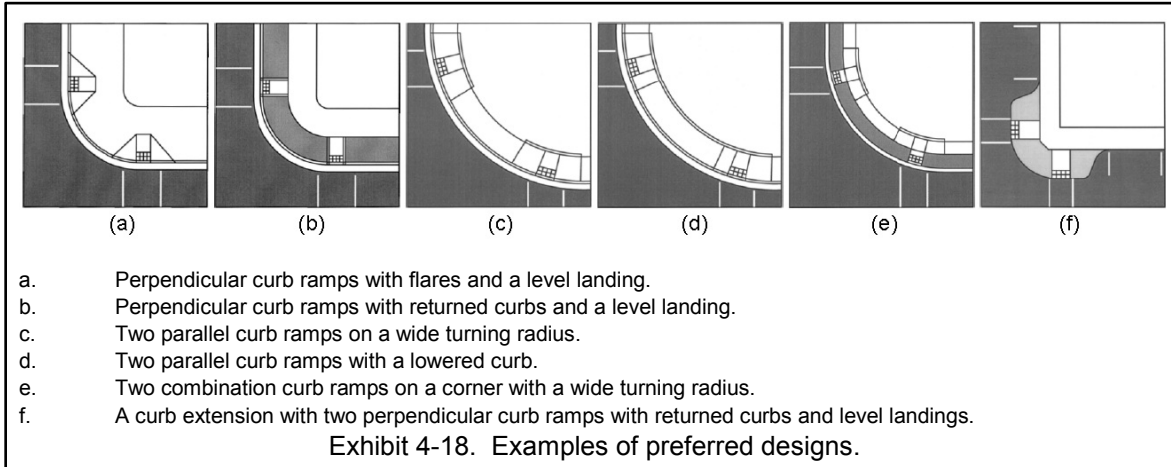 (a) (b) (c) (d) (e) (f)
a. Perpendicular curb ramps with flares and a level landing.
b. Perpendicular curb ramps with returned curbs and a level landing.
c. Two parallel curb ramps on a wide turning radius.
d. Two parallel curb ramps with a lowered curb.
e. Two combination curb ramps on a corner with a wide turning radius.
f. A curb extension with two perpendicular curb ramps with returned curbs and level landings.
Exhibit 4-18. Examples of preferred designs.